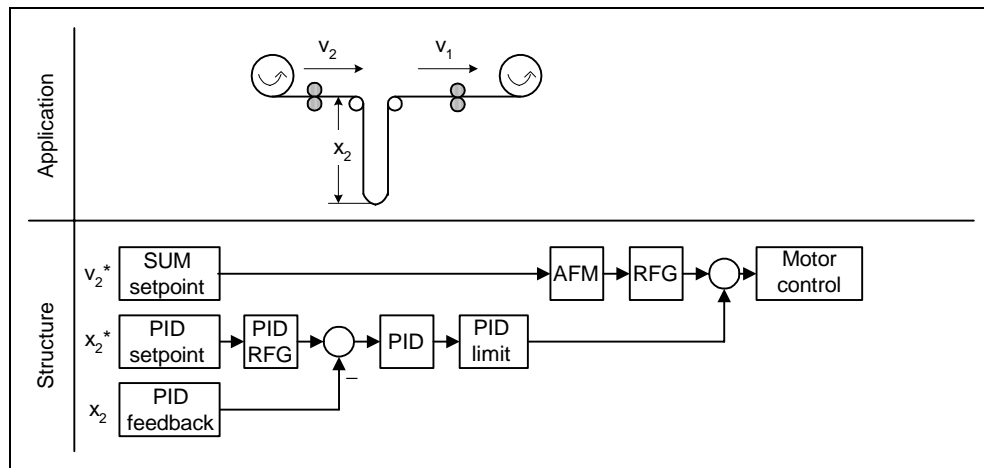 Application
v2
v1
x2
Structure
v2*
SUM
setpoint
AFM
RFG
Motor
control
x2*
PID
setpoint
PID
RFG
PID
PID
limit
–
x2
PID
feedback